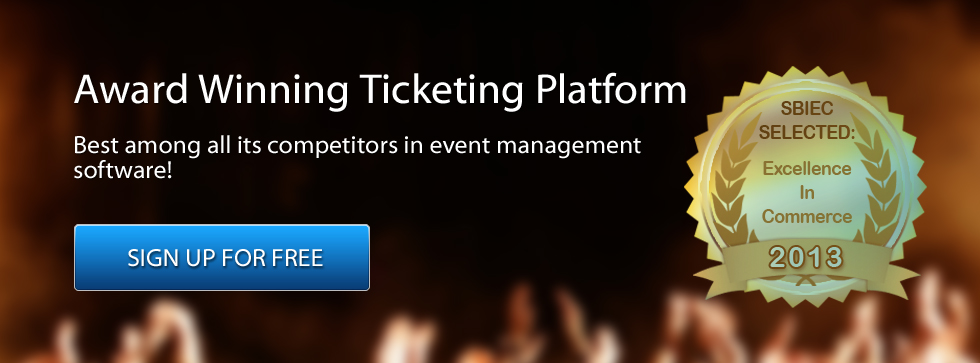 Award Winning Ticketing Platform
Best among all its competitors in event management
software!
SIGN UP FOR FREE
SBIEC
SELECTED:
Excellence
In
Commerce
2013